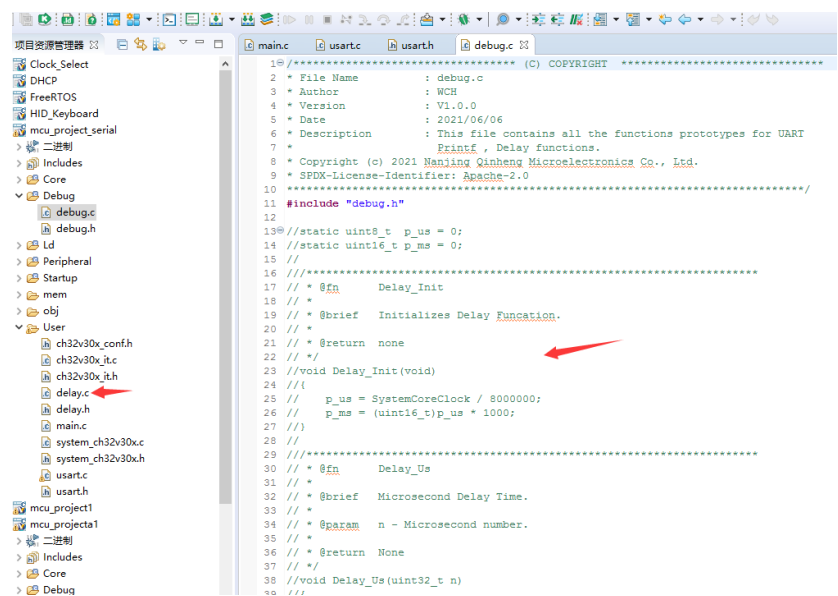 项目资源管理器
Clock_Select
DHCP
FreeRTOS
HID_Keyboard
mcu_project_serial
二进制
Includes
Core
Debug
debug.c
debug.h
Ld
Peripheral
Startup
mem
obj
User
ch32v30x_conf.h
ch32v30x_it.c
ch32v30x_it.h
delay.c
delay.h
main.c
system_ch32v30x.c
system_ch32v30x.h
usart.c
usart.h
mcu_project1
mcu_projecta1
二进制
Includes
Core
Debug
main.c usart.c usart.h debug.c
1 /********************************** (C) COPYRIGHT *******************************
2 * File Name : debug.c
3 * Author : WCH
4 * Version : V1.0.0
5 * Date : 2021/06/06
6 * Description : This file contains all the functions prototypes for UART
7 * Printf , Delay functions.
8 * Copyright (c) 2021 Nanjing Qinheng Microelectronics Co., Ltd.
9 * SPDX-License-Identifier: Apache-2.0
10 *******************************************************************************/
11 #include "debug.h"
12
13 //static uint8_t p_us = 0;
14 //static uint16_t p_ms = 0;
15 //
16 ///*********************************************************************
17 // * @fn Delay_Init
18 // *
19 // * @brief Initializes Delay Funcation.
20 // *
21 // * @return none
22 // */
23 //void Delay_Init(void)
24 //{
25 // p_us = SystemCoreClock / 8000000;
26 // p_ms = (uint16_t)p_us * 1000;
27 //}
28 //
29 ///*********************************************************************
30 // * @fn Delay_Us
31 // *
32 // * @brief Microsecond Delay Time.
33 // *
34 // * @param n - Microsecond number.
35 // *
36 // * @return None
37 // */
38 //void Delay_Us(uint32_t n)
39 //{